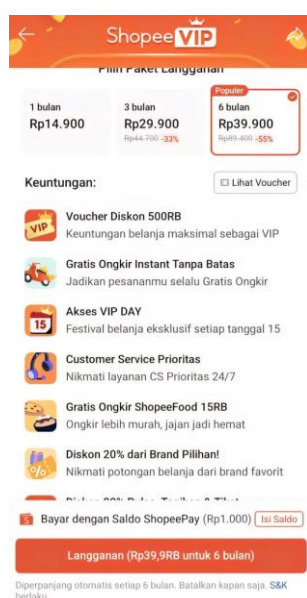 Shopee VIP
Pilih Paket Langganan
Populer
1 bulan
Rp14.900
3 bulan
Rp29.900
Rp44.700 -33%
6 bulan
Rp39.900
Rp89.400 -55%
Keuntungan:
Lihat Voucher
VIP
Voucher Diskon 500RB
Keuntungan belanja maksimal sebagai VIP
Gratis Ongkir Instant Tanpa Batas
Jadikan pesananmu selalu Gratis Ongkir
15
Akses VIP DAY
Festival belanja eksklusif setiap tanggal 15
Customer Service Prioritas
Nikmati layanan CS Prioritas 24/7
Gratis Ongkir ShopeeFood 15RB
Ongkir lebih murah, jajan jadi hemat
%
Diskon 20% dari Brand Pilihan!
Nikmati potongan belanja dari brand favorit
Bayar dengan Saldo ShopeePay (Rp1.000)
Isi Saldo
Langganan (Rp39,9RB untuk 6 bulan)
Diperpanjang otomatis setiap 6 bulan. Batalkan kapan saja. S&K
berlaku